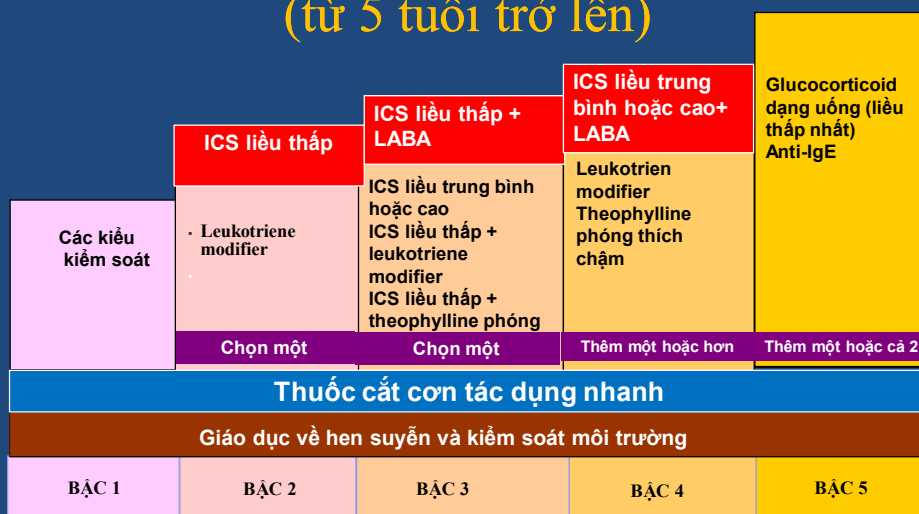 (từ 5 tuổi trở lên)
Các kiểu
kiểm soát
ICS liều thấp
· Leukotriene
modifier
Chọn một
ICS liều thấp +
LABA
ICS liều trung bình
hoặc cao
ICS liều thấp +
leukotriene
modifier
ICS liều thấp +
theophylline phóng
Chọn một
ICS liều trung
bình hoặc cao+
LABA
Leukotrien
modifier
Theophylline
phóng thích
chậm
Thêm một hoặc hơn
Glucocorticoid
dạng uống (liều
thấp nhất)
Anti-IgE
Thêm một hoặc cả 2
Thuốc cắt cơn tác dụng nhanh
Giáo dục về hen suyễn và kiểm soát môi trường
BẬC 1
BẬC 2
BẬC 3
BẬC 4
BẬC 5